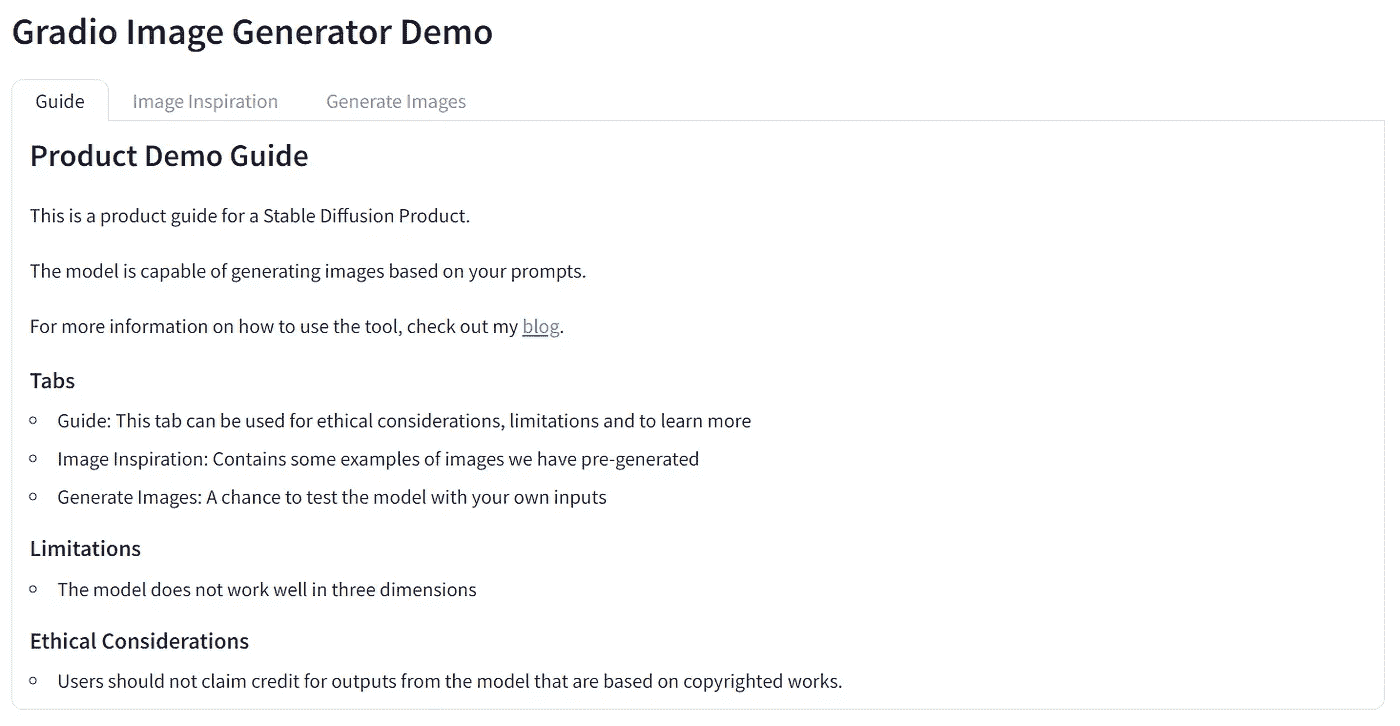 Gradio Image Generator Demo
Guide
Image Inspiration
Generate Images
Product Demo Guide
This is a product guide for a Stable Diffusion Product.
The model is capable of generating images based on your prompts.
For more information on how to use the tool, check out my blog.
Tabs
Guide: This tab can be used for ethical considerations, limitations and to learn more
Image Inspiration: Contains some examples of images we have pre-generated
Generate Images: A chance to test the model with your own inputs
Limitations
The model does not work well in three dimensions
Ethical Considerations
Users should not claim credit for outputs from the model that are based on copyrighted works.